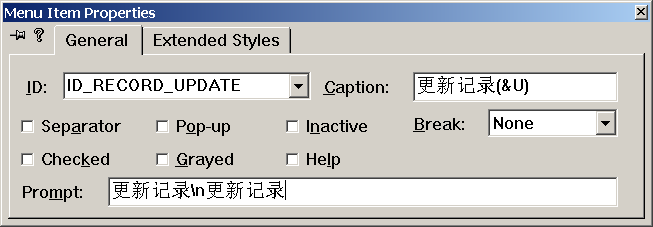 Menu Item Properties
General Extended Styles
ID: ID_RECORD_UPDATE Caption: 更新记录(&U)
Separator Pop-up Inactive Break: None
Checked Grayed Help
Prompt: 更新记录\n更新记录